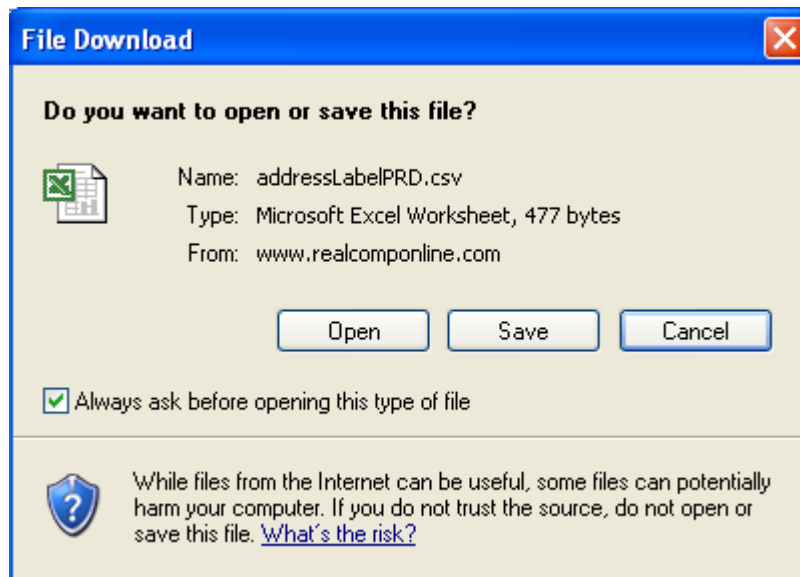 File Download
Do you want to open or save this file?
Name: addressLabelPRD.csv
Type: Microsoft Excel Worksheet, 477 bytes
From: www.realcomponline.com
Open Save Cancel
Always ask before opening this type of file
While files from the Internet can be useful, some files can potentially
harm your computer. If you do not trust the source, do not open or
save this file. What's the risk?